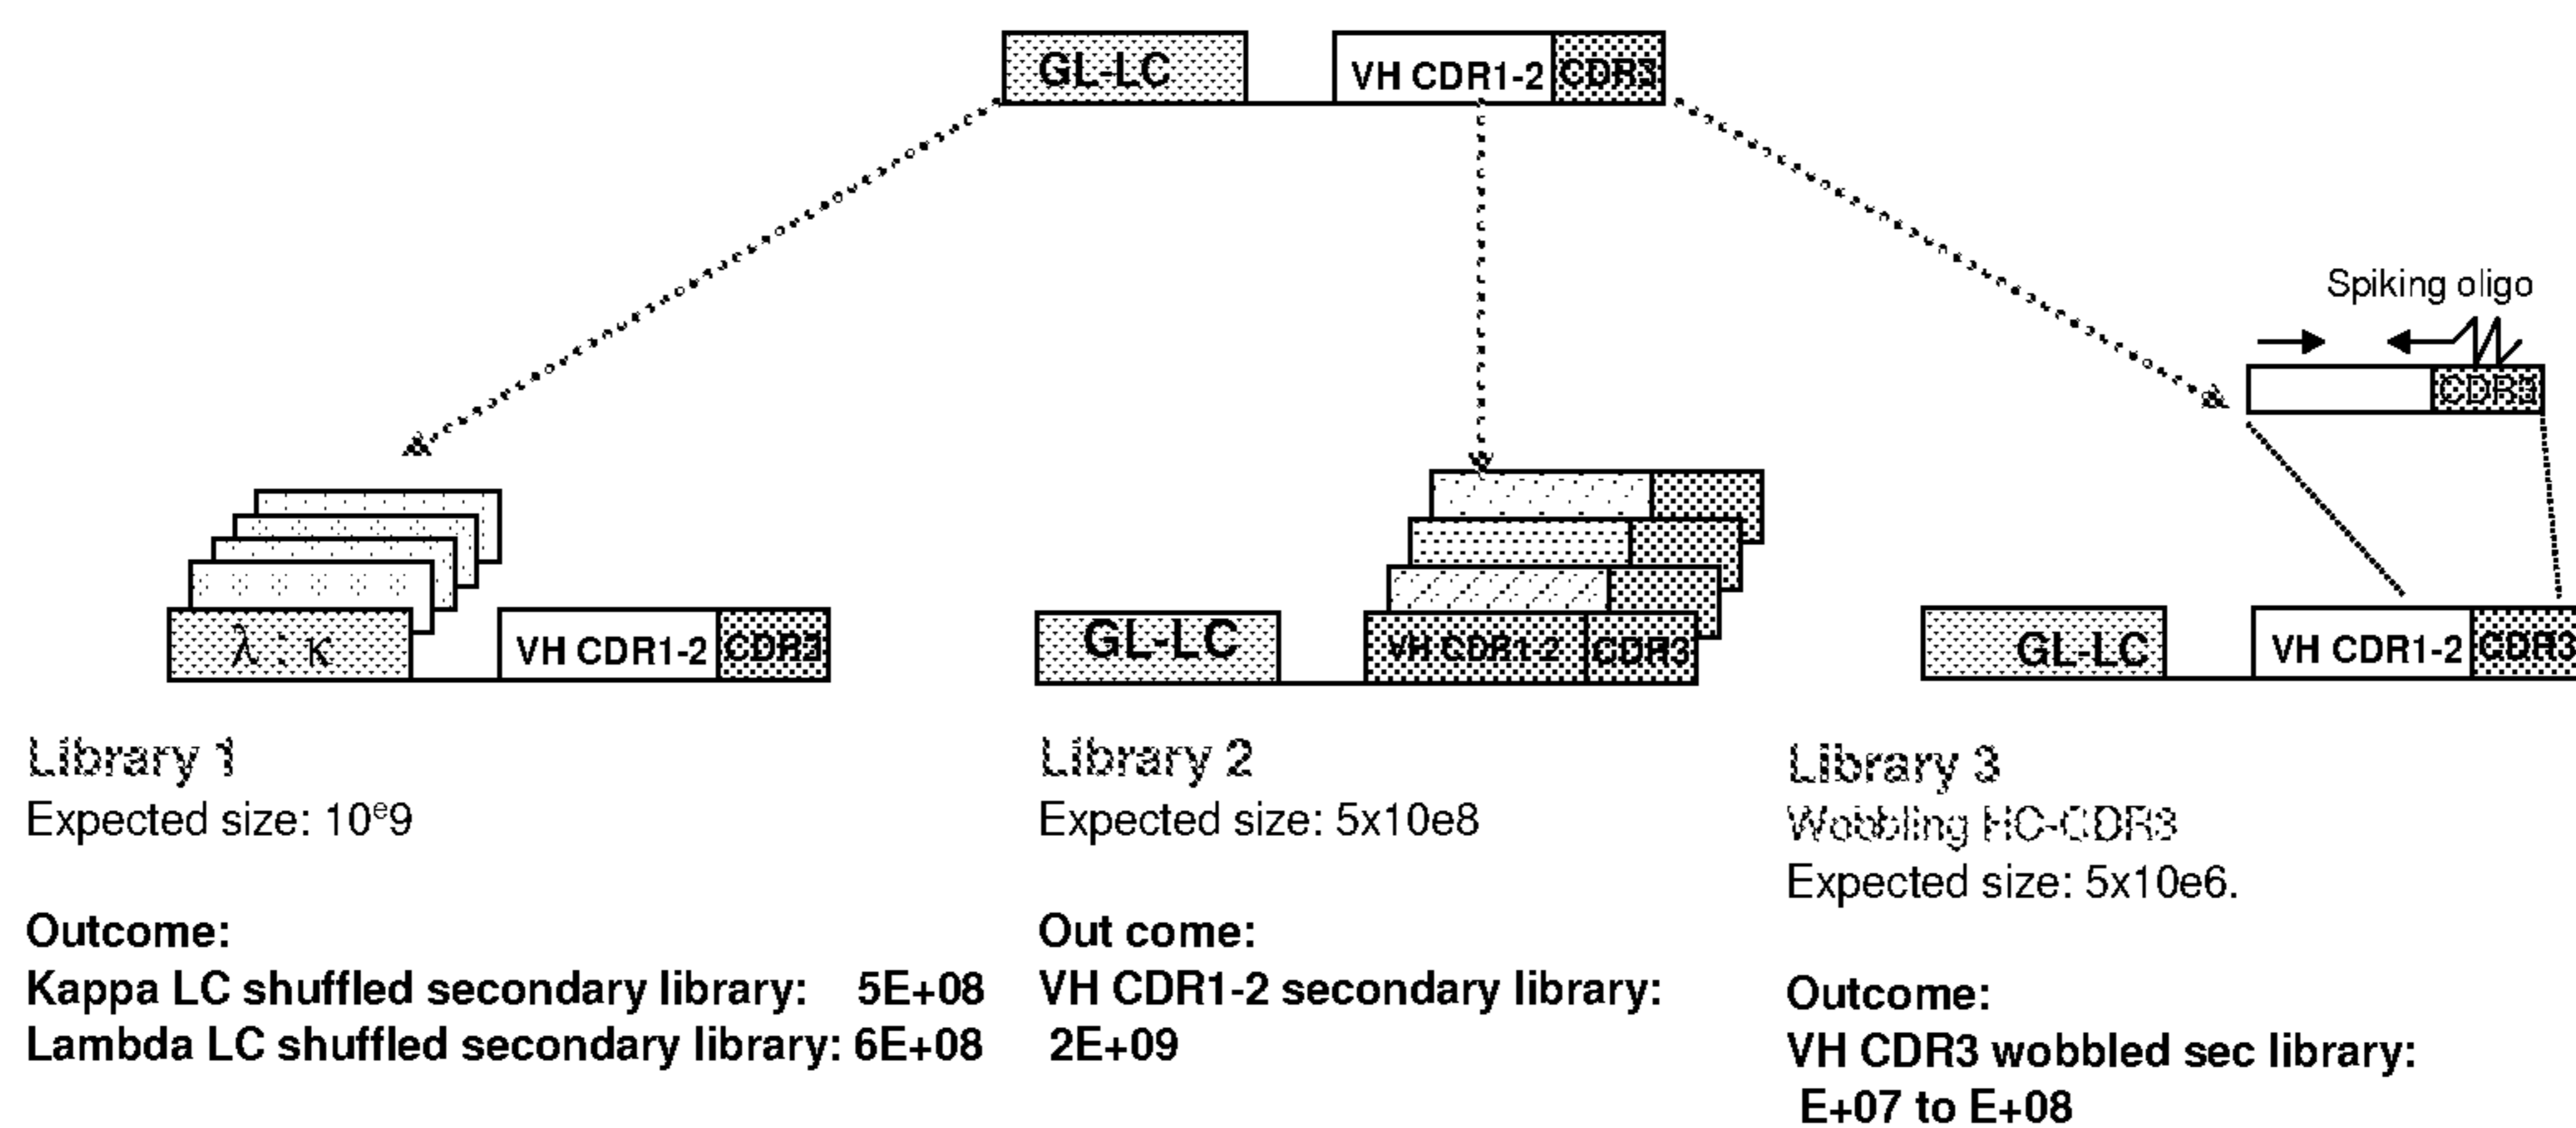 GL-LC VH CDR1-2 CDR3
Spiking oligo
CDR3
λ : κ VH CDR1-2 CDR3
GL-LC VH CDR1-2 CDR3
GL-LC VH CDR1-2 CDR3
Library 1
Expected size: 10ᵉ9
Outcome:
Kappa LC shuffled secondary library: 5E+08
Lambda LC shuffled secondary library: 6E+08
Library 2
Expected size: 5x10e8
Out come:
VH CDR1-2 secondary library:
2E+09
Library 3
Wobbling HC-CDR3
Expected size: 5x10e6.
Outcome:
VH CDR3 wobbled sec library:
E+07 to E+08